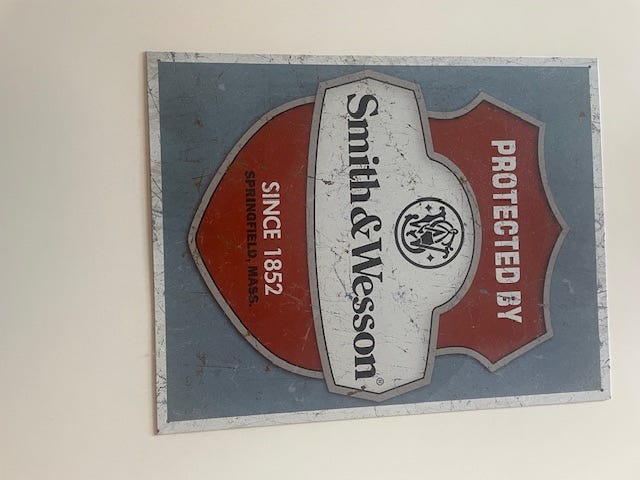 PROTECTED BY
Smith & Wesson®
SINCE 1852
SPRINGFIELD, MASS.